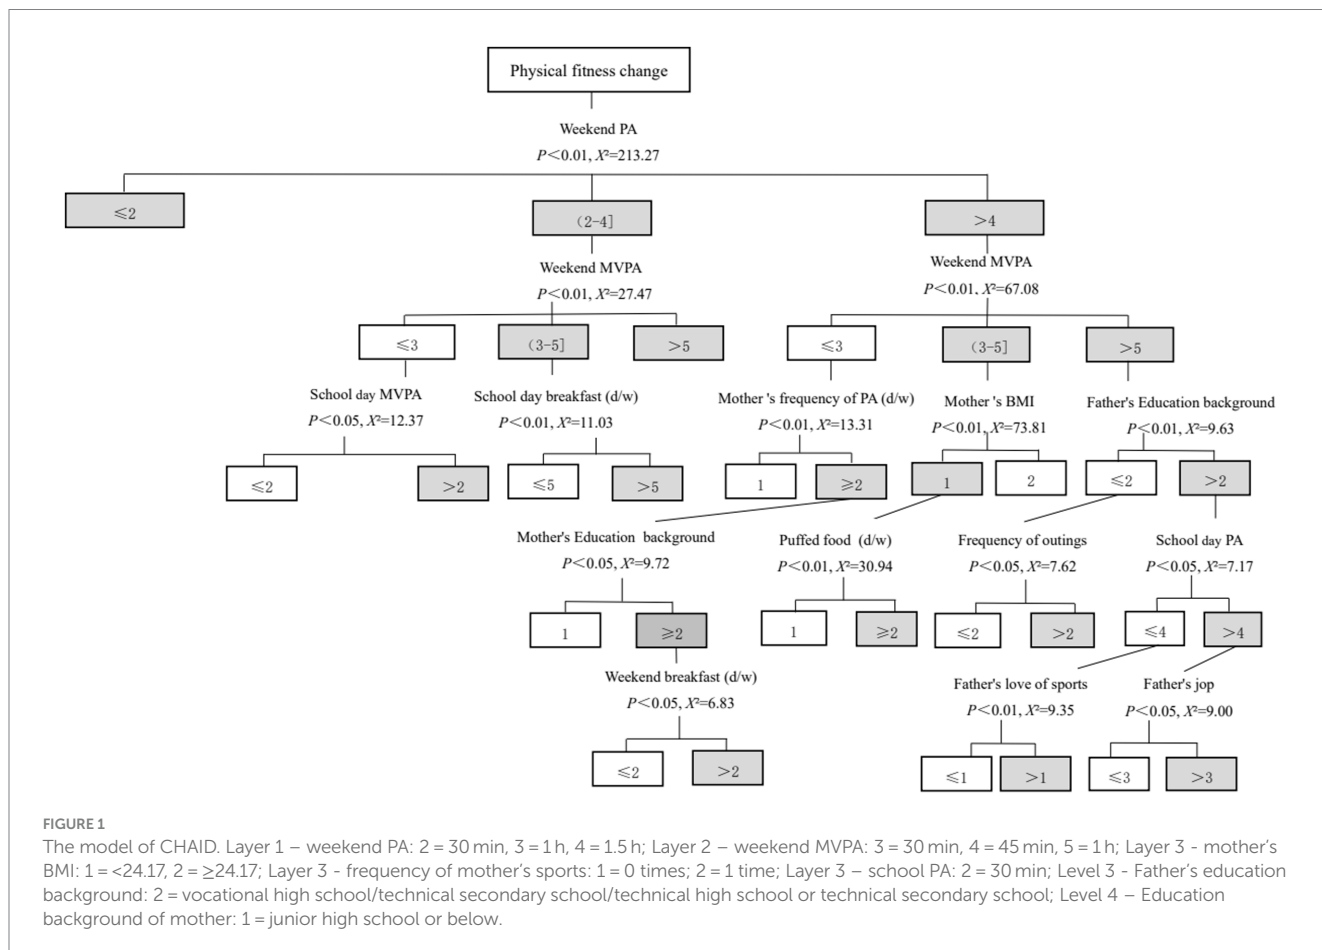 Physical fitness change
Weekend PA
P<0.01, X²=213.27
≤2
(2-4]
>4
Weekend MVPA
P<0.01, X²=27.47
Weekend MVPA
P<0.01, X²=67.08
≤3
(3-5]
>5
≤3
(3-5]
>5
School day MVPA
P<0.05, X²=12.37
School day breakfast (d/w)
P<0.01, X²=11.03
Mother's frequency of PA (d/w)
P<0.01, X²=13.31
Mother's BMI
P<0.01, X²=73.81
Father's Education background
P<0.01, X²=9.63
≤2
>2
≤5
>5
1
≥2
1
2
≤2
>2
Mother's Education background
P<0.05, X²=9.72
Puffed food (d/w)
P<0.01, X²=30.94
Frequency of outings
P<0.05, X²=7.62
School day PA
P<0.05, X²=7.17
1
≥2
1
≥2
≤2
>2
≤4
>4
Weekend breakfast (d/w)
P<0.05, X²=6.83
Father's love of sports
P<0.01, X²=9.35
Father's jop
P<0.05, X²=9.00
≤2
>2
≤1
>1
≤3
>3
FIGURE 1
The model of CHAID. Layer 1 – weekend PA: 2 = 30 min, 3 = 1 h, 4 = 1.5 h; Layer 2 – weekend MVPA: 3 = 30 min, 4 = 45 min, 5 = 1 h; Layer 3 - mother's
BMI: 1 = <24.17, 2 = ≥24.17; Layer 3 - frequency of mother's sports: 1 = 0 times; 2 = 1 time; Layer 3 – school PA: 2 = 30 min; Level 3 - Father's education
background: 2 = vocational high school/technical secondary school/technical high school or technical secondary school; Level 4 – Education
background of mother: 1 = junior high school or below.